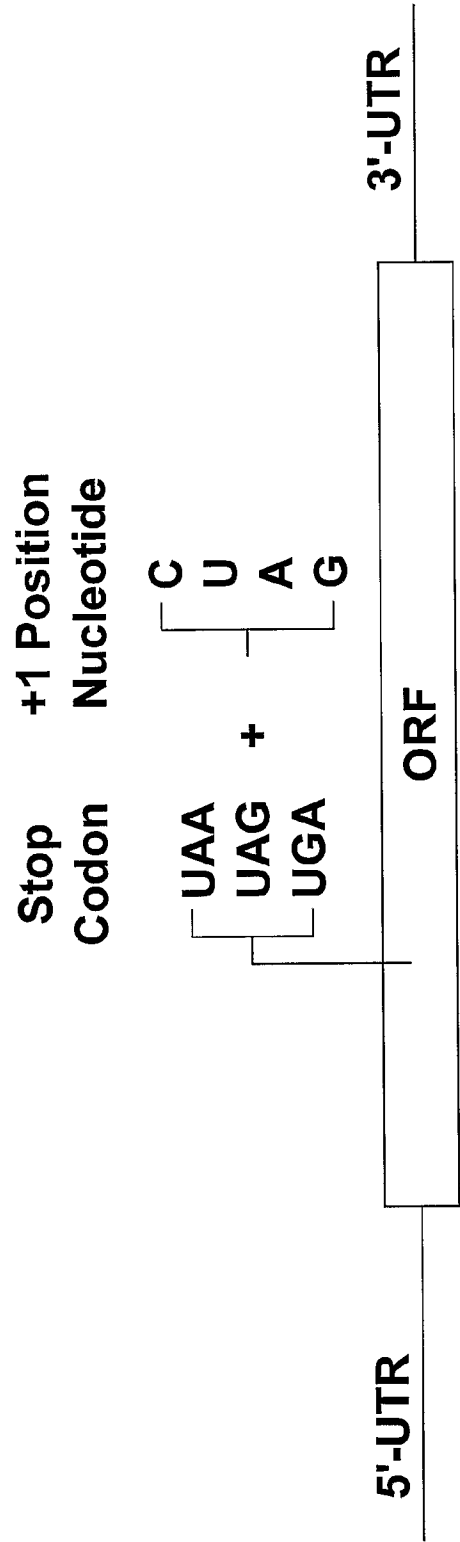 Stop Codon
+1 Position Nucleotide
UAA
UAG
UGA
+
C
U
A
G
5'-UTR
ORF
3'-UTR